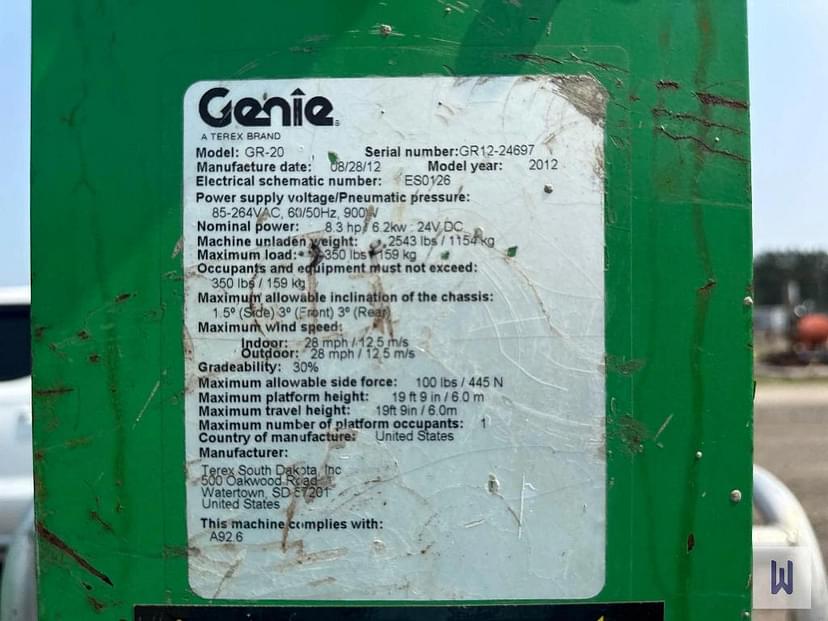 Genie
A TEREX BRAND
Model: GR-20 Serial number:GR12-24697
Manufacture date: 08/28/12 Model year: 2012
Electrical schematic number: ES0126
Power supply voltage/Pneumatic pressure:
85-264VAC, 60/50Hz, 900W
Nominal power: 8.3 hp / 6.2kw : 24V DC
Machine unladen weight: 2543 lbs / 1154 kg
Maximum load: 350 lbs / 159 kg
Occupants and equipment must not exceed:
350 lbs / 159 kg
Maximum allowable inclination of the chassis:
1.5º (Side) 3º (Front) 3º (Rear)
Maximum wind speed:
Indoor: 28 mph / 12.5 m/s
Outdoor: 28 mph / 12.5 m/s
Gradeability: 30%
Maximum allowable side force: 100 lbs / 445 N
Maximum platform height: 19 ft 9 in / 6.0 m
Maximum travel height: 19ft 9in / 6.0m
Maximum number of platform occupants: 1
Country of manufacture: United States
Manufacturer:
Terex South Dakota, Inc
500 Oakwood Road
Watertown, SD 57201
United States
This machine complies with:
A92.6
W